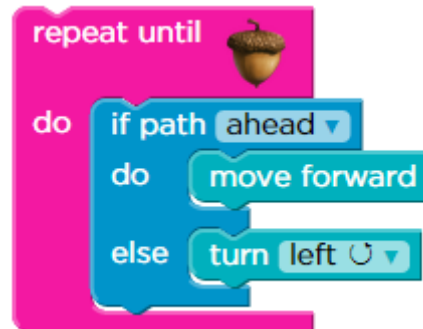 repeat until
do if path ahead
do move forward
else turn left